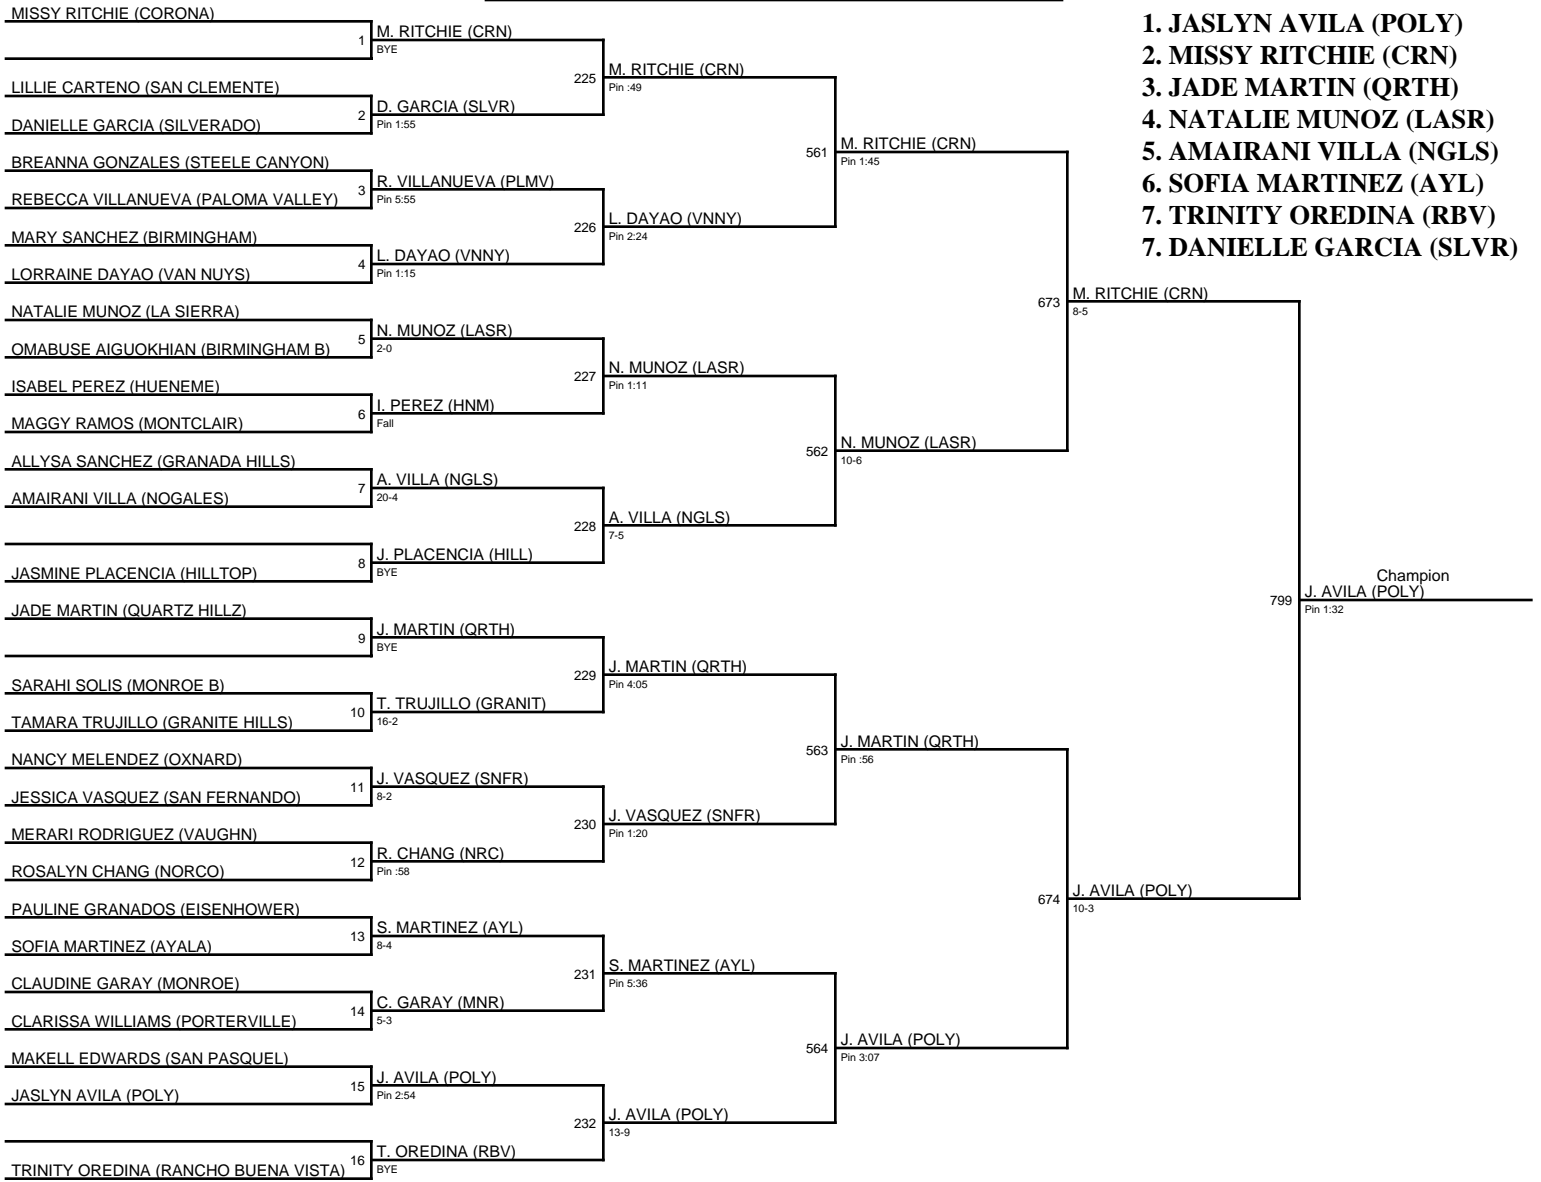 MISSY RITCHIE (CORONA)
1
M. RITCHIE (CRN)
BYE
LILLIE CARTENO (SAN CLEMENTE)
DANIELLE GARCIA (SILVERADO)
2
D. GARCIA (SLVR)
Pin 1:55
BREANNA GONZALES (STEELE CANYON)
REBECCA VILLANUEVA (PALOMA VALLEY)
3
R. VILLANUEVA (PLMV)
Pin 5:55
MARY SANCHEZ (BIRMINGHAM)
LORRAINE DAYAO (VAN NUYS)
4
L. DAYAO (VNNY)
Pin 1:15
NATALIE MUNOZ (LA SIERRA)
OMABUSE AIGUOKHIAN (BIRMINGHAM B)
5
N. MUNOZ (LASR)
2-0
ISABEL PEREZ (HUENEME)
MAGGY RAMOS (MONTCLAIR)
6
I. PEREZ (HNM)
Fall
ALLYSA SANCHEZ (GRANADA HILLS)
AMAIRANI VILLA (NOGALES)
7
A. VILLA (NGLS)
20-4
JASMINE PLACENCIA (HILLTOP)
8
J. PLACENCIA (HILL)
BYE
JADE MARTIN (QUARTZ HILLZ)
9
J. MARTIN (QRTH)
BYE
SARAHI SOLIS (MONROE B)
TAMARA TRUJILLO (GRANITE HILLS)
10
T. TRUJILLO (GRANIT)
16-2
NANCY MELENDEZ (OXNARD)
JESSICA VASQUEZ (SAN FERNANDO)
11
J. VASQUEZ (SNFR)
8-2
MERARI RODRIGUEZ (VAUGHN)
ROSALYN CHANG (NORCO)
12
R. CHANG (NRC)
Pin :58
PAULINE GRANADOS (EISENHOWER)
SOFIA MARTINEZ (AYALA)
13
S. MARTINEZ (AYL)
8-4
CLAUDINE GARAY (MONROE)
CLARISSA WILLIAMS (PORTERVILLE)
14
C. GARAY (MNR)
5-3
MAKELL EDWARDS (SAN PASQUEL)
JASLYN AVILA (POLY)
15
J. AVILA (POLY)
Pin 2:54
TRINITY OREDINA (RANCHO BUENA VISTA)
16
T. OREDINA (RBV)
BYE
225
M. RITCHIE (CRN)
Pin :49
226
L. DAYAO (VNNY)
Pin 2:24
227
N. MUNOZ (LASR)
Pin 1:11
228
A. VILLA (NGLS)
7-5
229
J. MARTIN (QRTH)
Pin 4:05
230
J. VASQUEZ (SNFR)
Pin 1:20
231
S. MARTINEZ (AYL)
Pin 5:36
232
J. AVILA (POLY)
13-9
561
M. RITCHIE (CRN)
Pin 1:45
562
N. MUNOZ (LASR)
10-6
563
J. MARTIN (QRTH)
Pin :56
564
J. AVILA (POLY)
Pin 3:07
673
M. RITCHIE (CRN)
8-5
674
J. AVILA (POLY)
10-3
Champion
799
J. AVILA (POLY)
Pin 1:32
1. JASLYN AVILA (POLY)
2. MISSY RITCHIE (CRN)
3. JADE MARTIN (QRTH)
4. NATALIE MUNOZ (LASR)
5. AMAIRANI VILLA (NGLS)
6. SOFIA MARTINEZ (AYL)
7. TRINITY OREDINA (RBV)
7. DANIELLE GARCIA (SLVR)